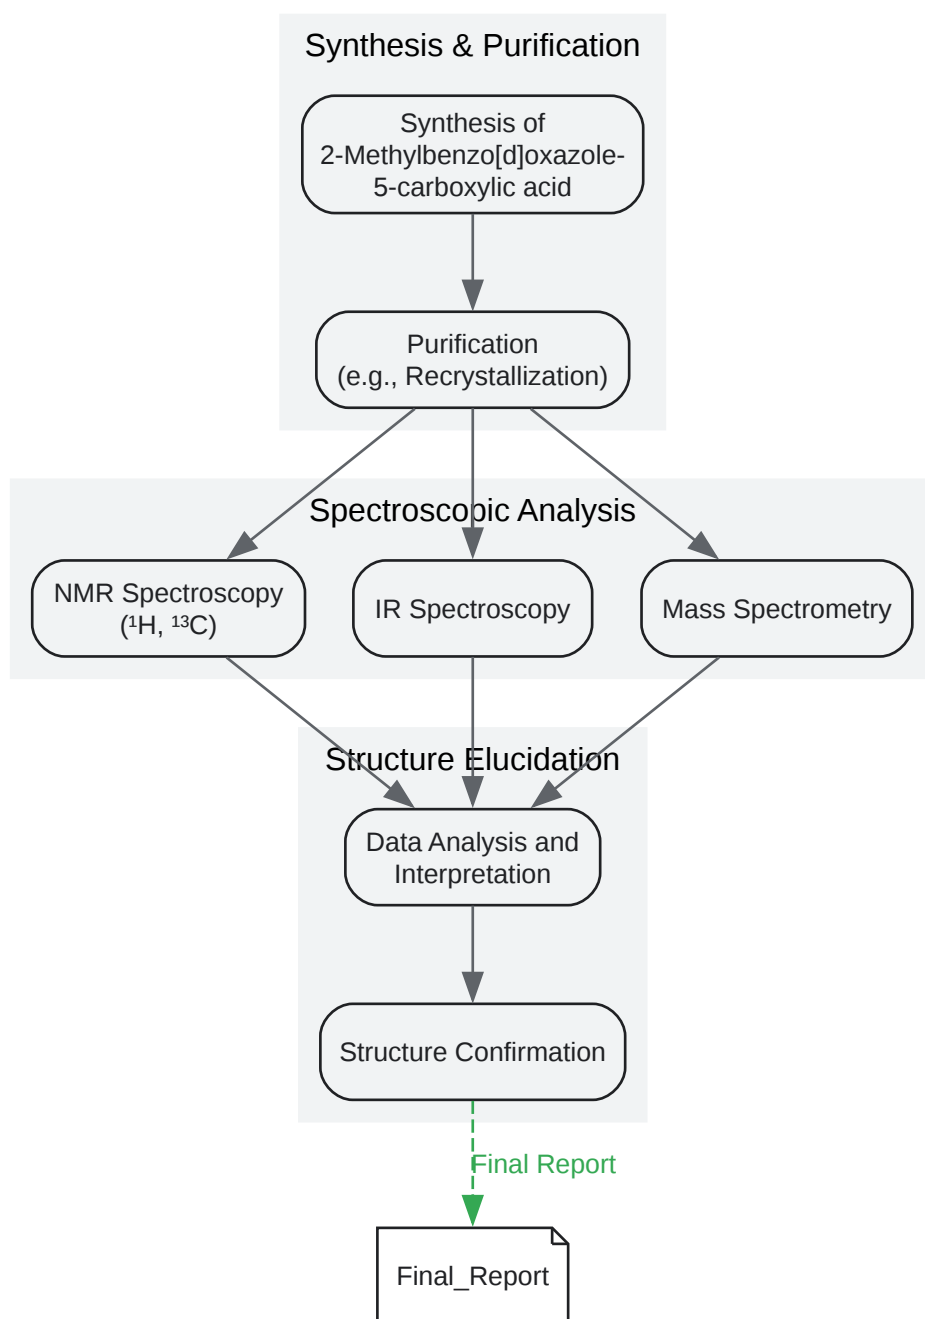 Synthesis & Purification
Synthesis of
2-Methylbenzo[d]oxazole-
5-carboxylic acid
Purification
(e.g., Recrystallization)
Spectroscopic Analysis
NMR Spectroscopy
(¹H, ¹³C)
IR Spectroscopy
Mass Spectrometry
Structure Elucidation
Data Analysis and
Interpretation
Structure Confirmation
Final Report
Final_Report